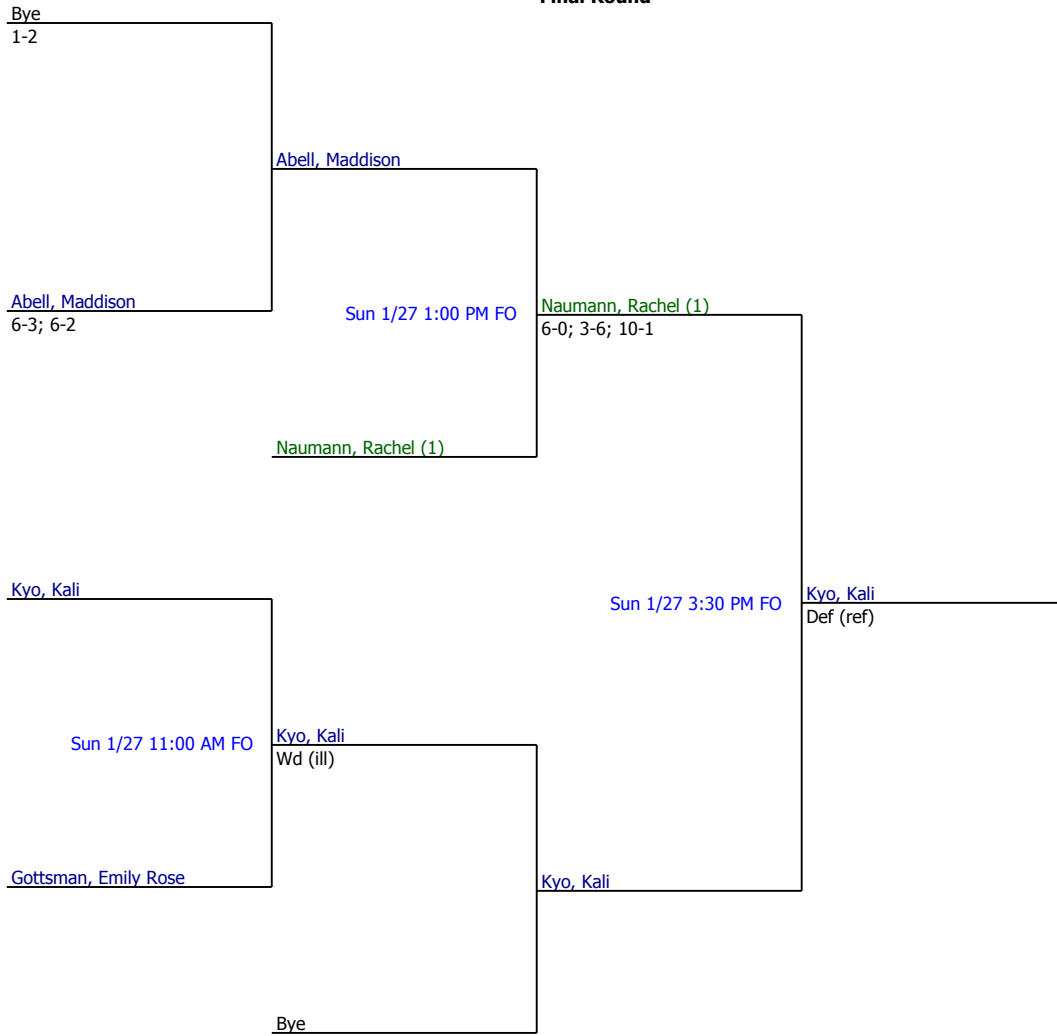 Final Round
Bye
1-2
Abell, Maddison
Abell, Maddison
6-3; 6-2
Sun 1/27 1:00 PM FO
Naumann, Rachel (1)
6-0; 3-6; 10-1
Naumann, Rachel (1)
Kyo, Kali
Sun 1/27 3:30 PM FO
Kyo, Kali
Def (ref)
Sun 1/27 11:00 AM FO
Kyo, Kali
Wd (ill)
Gottsman, Emily Rose
Kyo, Kali
Bye